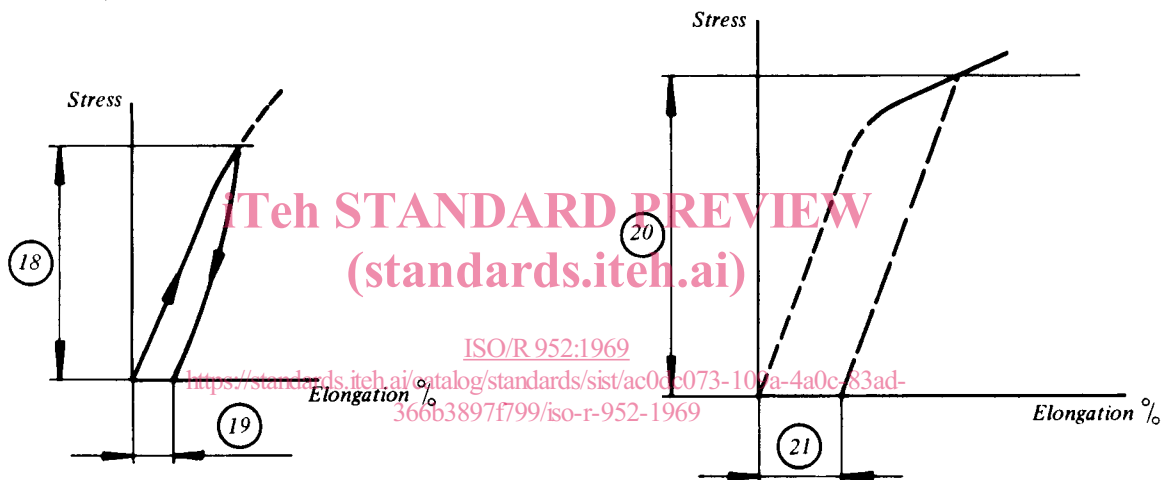 Stress
Stress
18
20
iTeh STANDARD PREVIEW
(standards.iteh.ai)
ISO/R 952:1969
https://standards.iteh.ai/catalog/standards/sist/ac0dc073-109a-4a0c-83ad-
366b3897f799/iso-r-952-1969
Elongation %
Elongation %
19
21